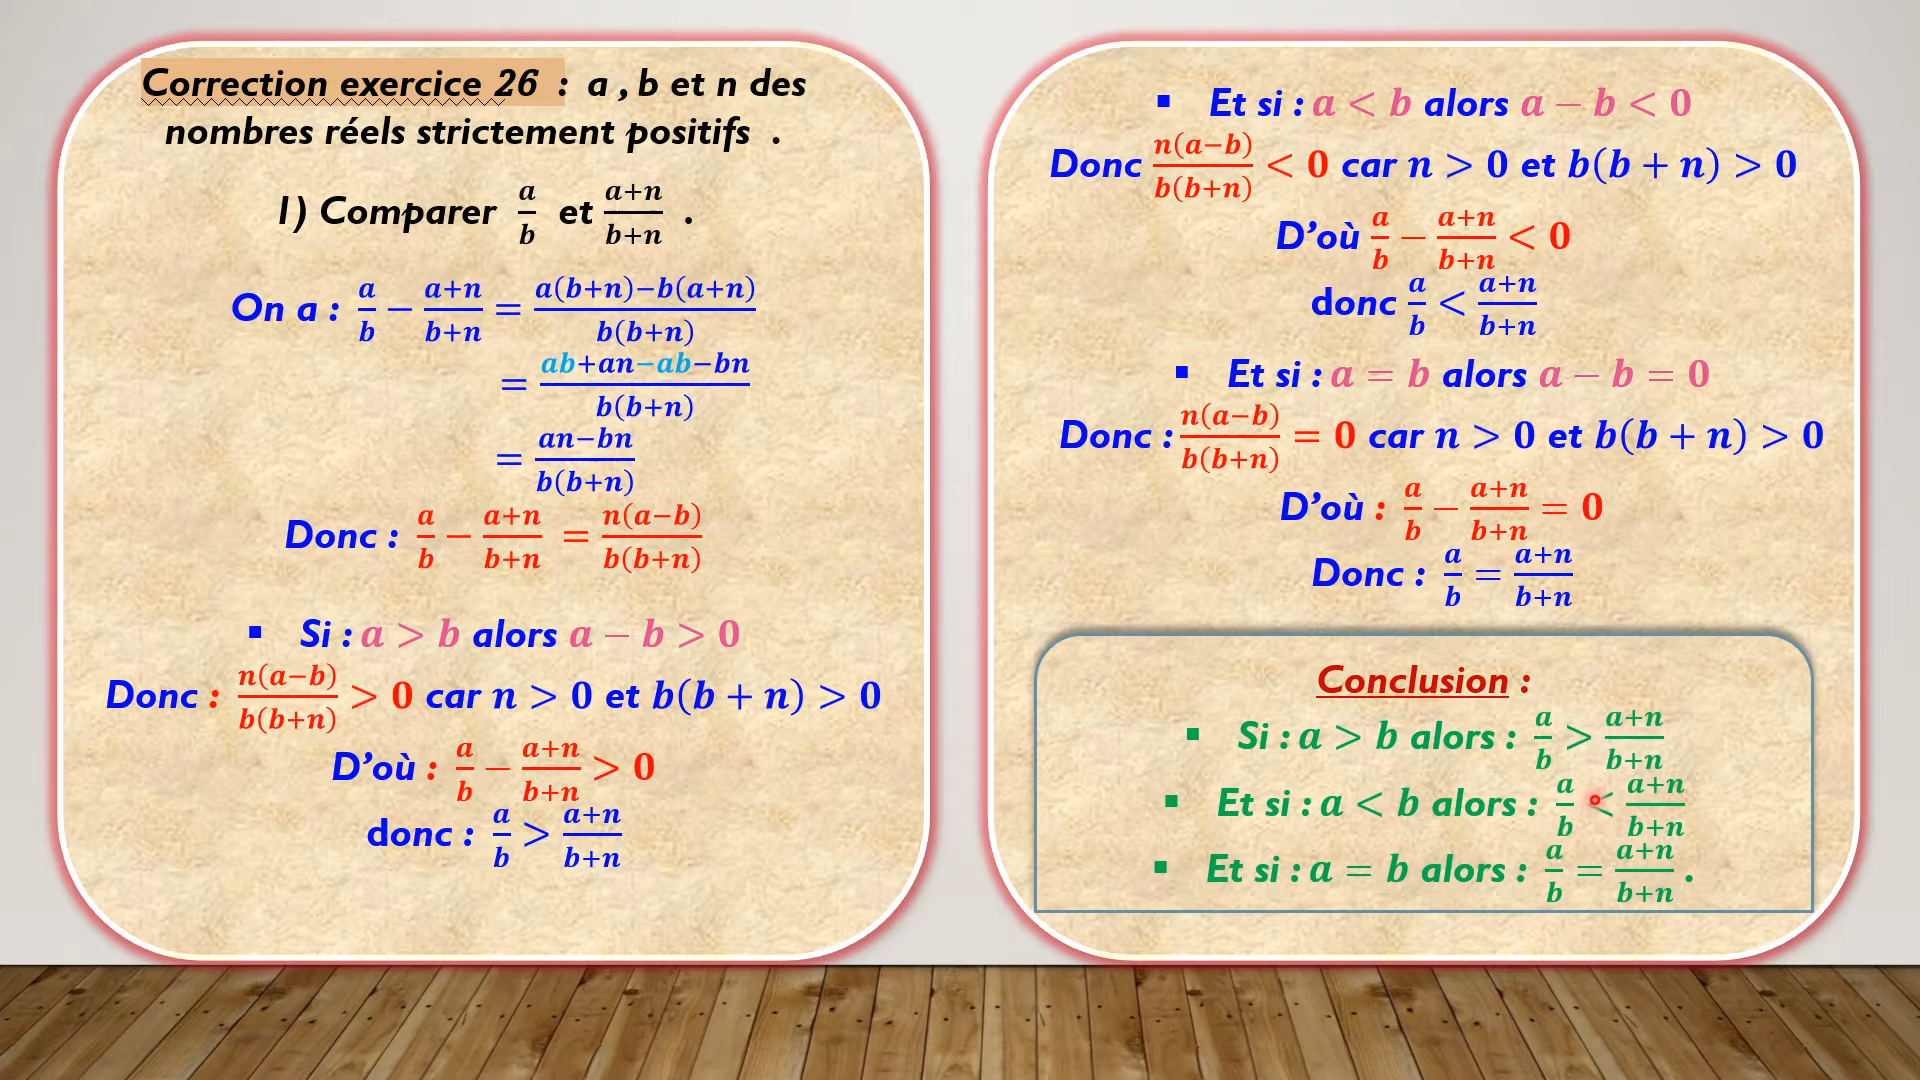 Correction exercice 26 : a , b et n des
nombres réels strictement positifs .
1) Comparer a/b et (a+n)/(b+n) .
On a : a/b − (a+n)/(b+n) = (a(b+n)−b(a+n))/(b(b+n))
= (ab+an−ab−bn)/(b(b+n))
= (an−bn)/(b(b+n))
Donc : a/b − (a+n)/(b+n) = n(a−b)/(b(b+n))
▪ Si : a > b alors a − b > 0
Donc : n(a−b)/(b(b+n)) > 0 car n > 0 et b(b + n) > 0
D’où : a/b − (a+n)/(b+n) > 0
donc : a/b > (a+n)/(b+n)
▪ Et si : a < b alors a − b < 0
Donc n(a−b)/(b(b+n)) < 0 car n > 0 et b(b + n) > 0
D’où a/b − (a+n)/(b+n) < 0
donc a/b < (a+n)/(b+n)
▪ Et si : a = b alors a − b = 0
Donc : n(a−b)/(b(b+n)) = 0 car n > 0 et b(b + n) > 0
D’où : a/b − (a+n)/(b+n) = 0
Donc : a/b = (a+n)/(b+n)
Conclusion :
▪ Si : a > b alors : a/b > (a+n)/(b+n)
▪ Et si : a < b alors : a/b < (a+n)/(b+n)
▪ Et si : a = b alors : a/b = (a+n)/(b+n) .